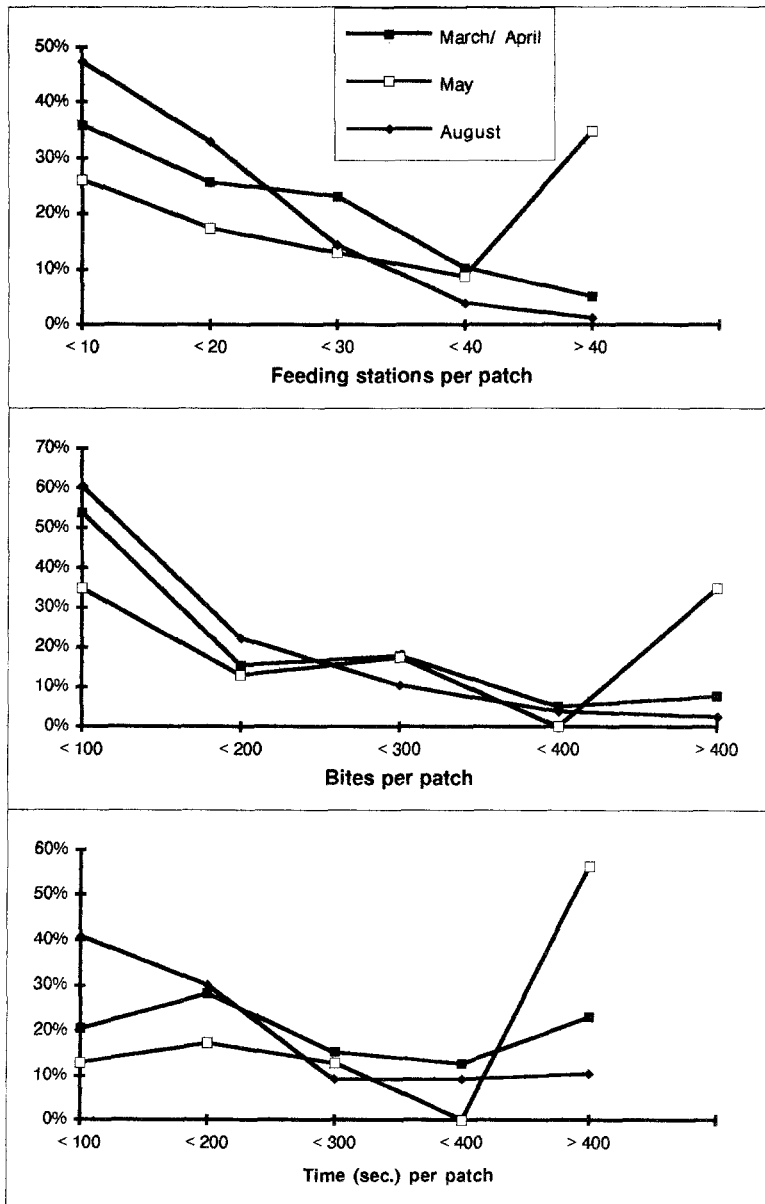 March/ April
May
August
50%
40%
30%
20%
10%
0%
< 10 < 20 < 30 < 40 > 40
Feeding stations per patch
70%
60%
50%
40%
30%
20%
10%
0%
< 100 < 200 < 300 < 400 > 400
Bites per patch
60%
50%
40%
30%
20%
10%
0%
< 100 < 200 < 300 < 400 > 400
Time (sec.) per patch